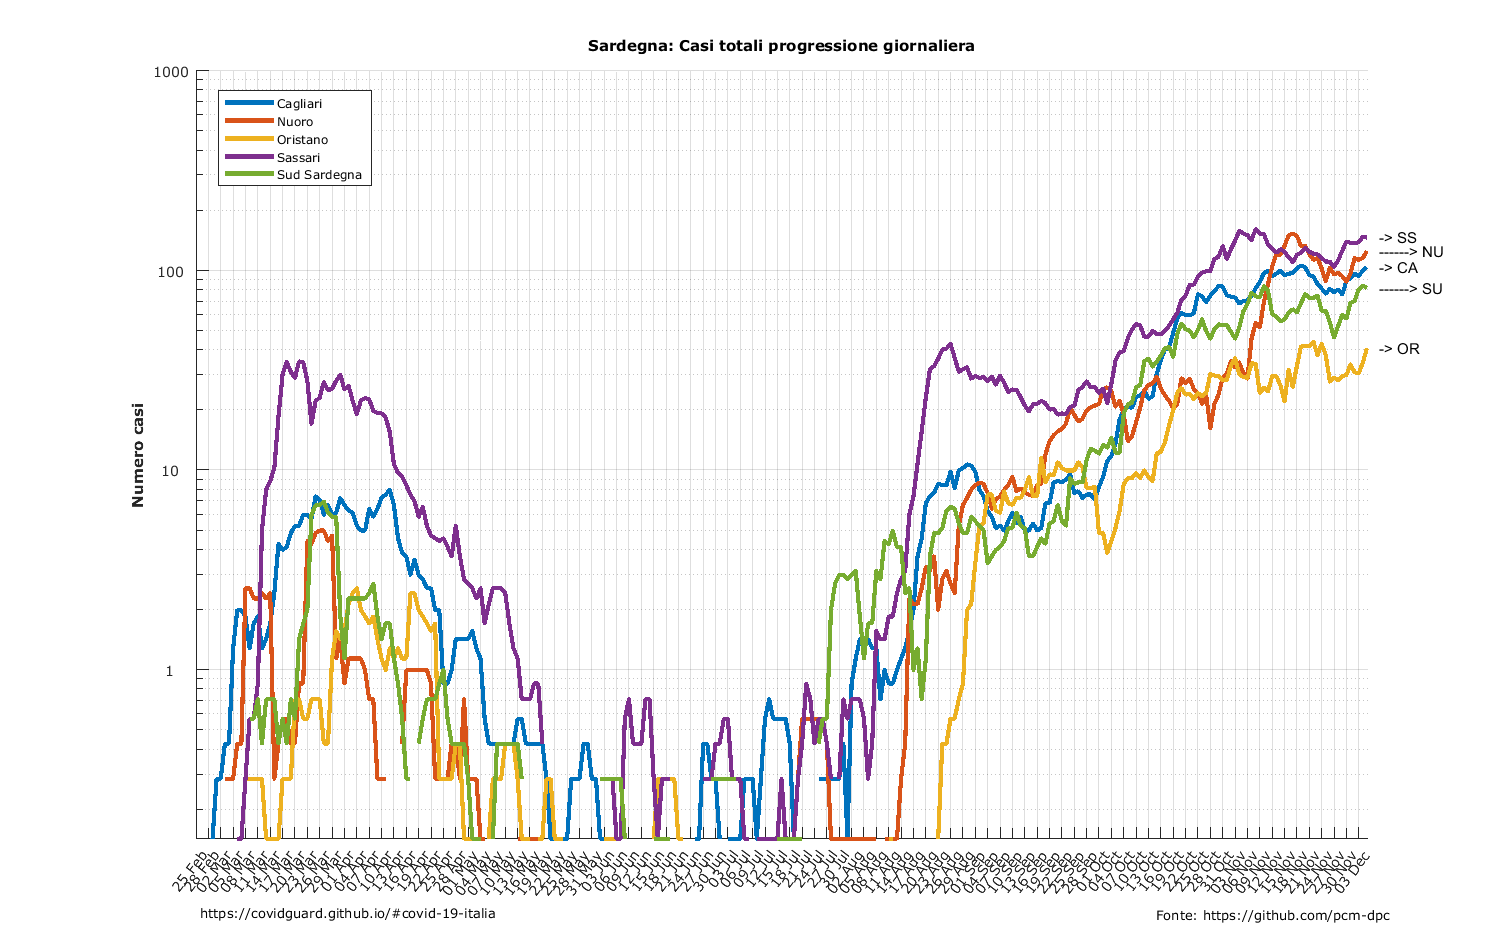 Sardegna: Casi totali progressione giornaliera
1000
100
10
1
Numero casi
Cagliari
Nuoro
Oristano
Sassari
Sud Sardegna
-> SS
------> NU
-> CA
------> SU
-> OR
25 Feb
28 Feb
02 Mar
05 Mar
08 Mar
11 Mar
14 Mar
17 Mar
20 Mar
23 Mar
26 Mar
29 Mar
01 Apr
04 Apr
07 Apr
10 Apr
13 Apr
16 Apr
19 Apr
22 Apr
25 Apr
28 Apr
01 May
04 May
07 May
10 May
13 May
16 May
19 May
22 May
25 May
28 May
31 May
03 Jun
06 Jun
09 Jun
12 Jun
15 Jun
18 Jun
21 Jun
24 Jun
27 Jun
30 Jun
03 Jul
06 Jul
09 Jul
12 Jul
15 Jul
18 Jul
21 Jul
24 Jul
27 Jul
30 Jul
02 Aug
05 Aug
08 Aug
11 Aug
14 Aug
17 Aug
20 Aug
23 Aug
26 Aug
29 Aug
01 Sep
04 Sep
07 Sep
10 Sep
13 Sep
16 Sep
19 Sep
22 Sep
25 Sep
28 Sep
01 Oct
04 Oct
07 Oct
10 Oct
13 Oct
16 Oct
19 Oct
22 Oct
25 Oct
28 Oct
31 Oct
03 Nov
06 Nov
09 Nov
12 Nov
15 Nov
18 Nov
21 Nov
24 Nov
27 Nov
30 Nov
03 Dec
https://covidguard.github.io/#covid-19-italia
Fonte: https://github.com/pcm-dpc